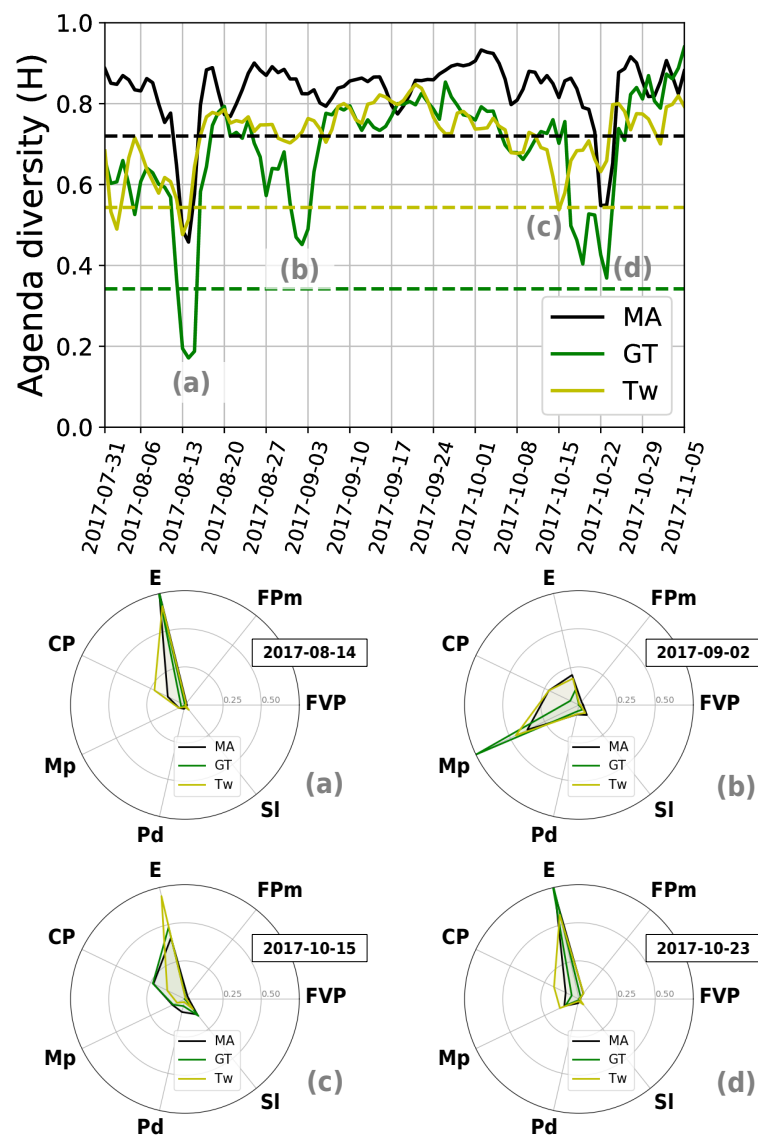 1.0
0.8
0.6
0.4
0.2
0.0
Agenda diversity (H)
(a)
(b)
(c)
(d)
MA
GT
Tw
2017-07-31
2017-08-06
2017-08-13
2017-08-20
2017-08-27
2017-09-03
2017-09-10
2017-09-17
2017-09-24
2017-10-01
2017-10-08
2017-10-15
2017-10-22
2017-10-29
2017-11-05
E
FPm
CP
2017-08-14
0.25
0.50
FVP
MA
GT
Tw
Mp
Pd
Sl
(a)
E
FPm
CP
2017-09-02
0.25
0.50
FVP
MA
GT
Tw
Mp
Pd
Sl
(b)
E
FPm
CP
2017-10-15
0.25
0.50
FVP
MA
GT
Tw
Mp
Pd
Sl
(c)
E
FPm
CP
2017-10-23
0.25
0.50
FVP
MA
GT
Tw
Mp
Pd
Sl
(d)